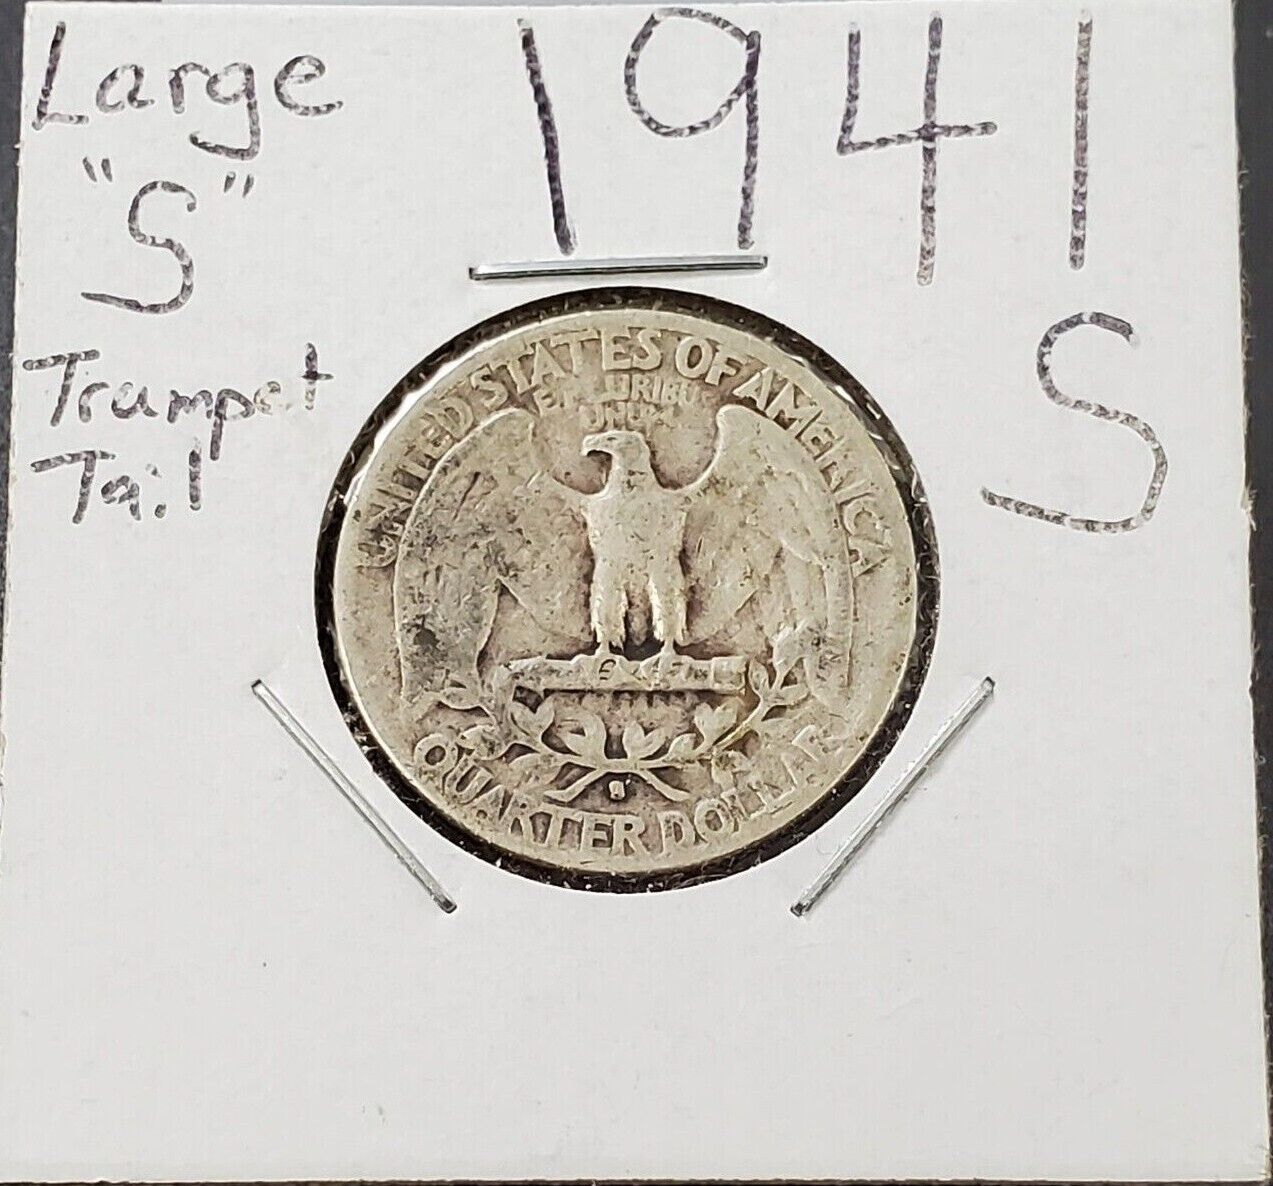 Large
"S"
Trumpet
Tail
1941
S
UNITED STATES OF AMERICA
E PLURIBUS
UNUM
S
QUARTER DOLLAR